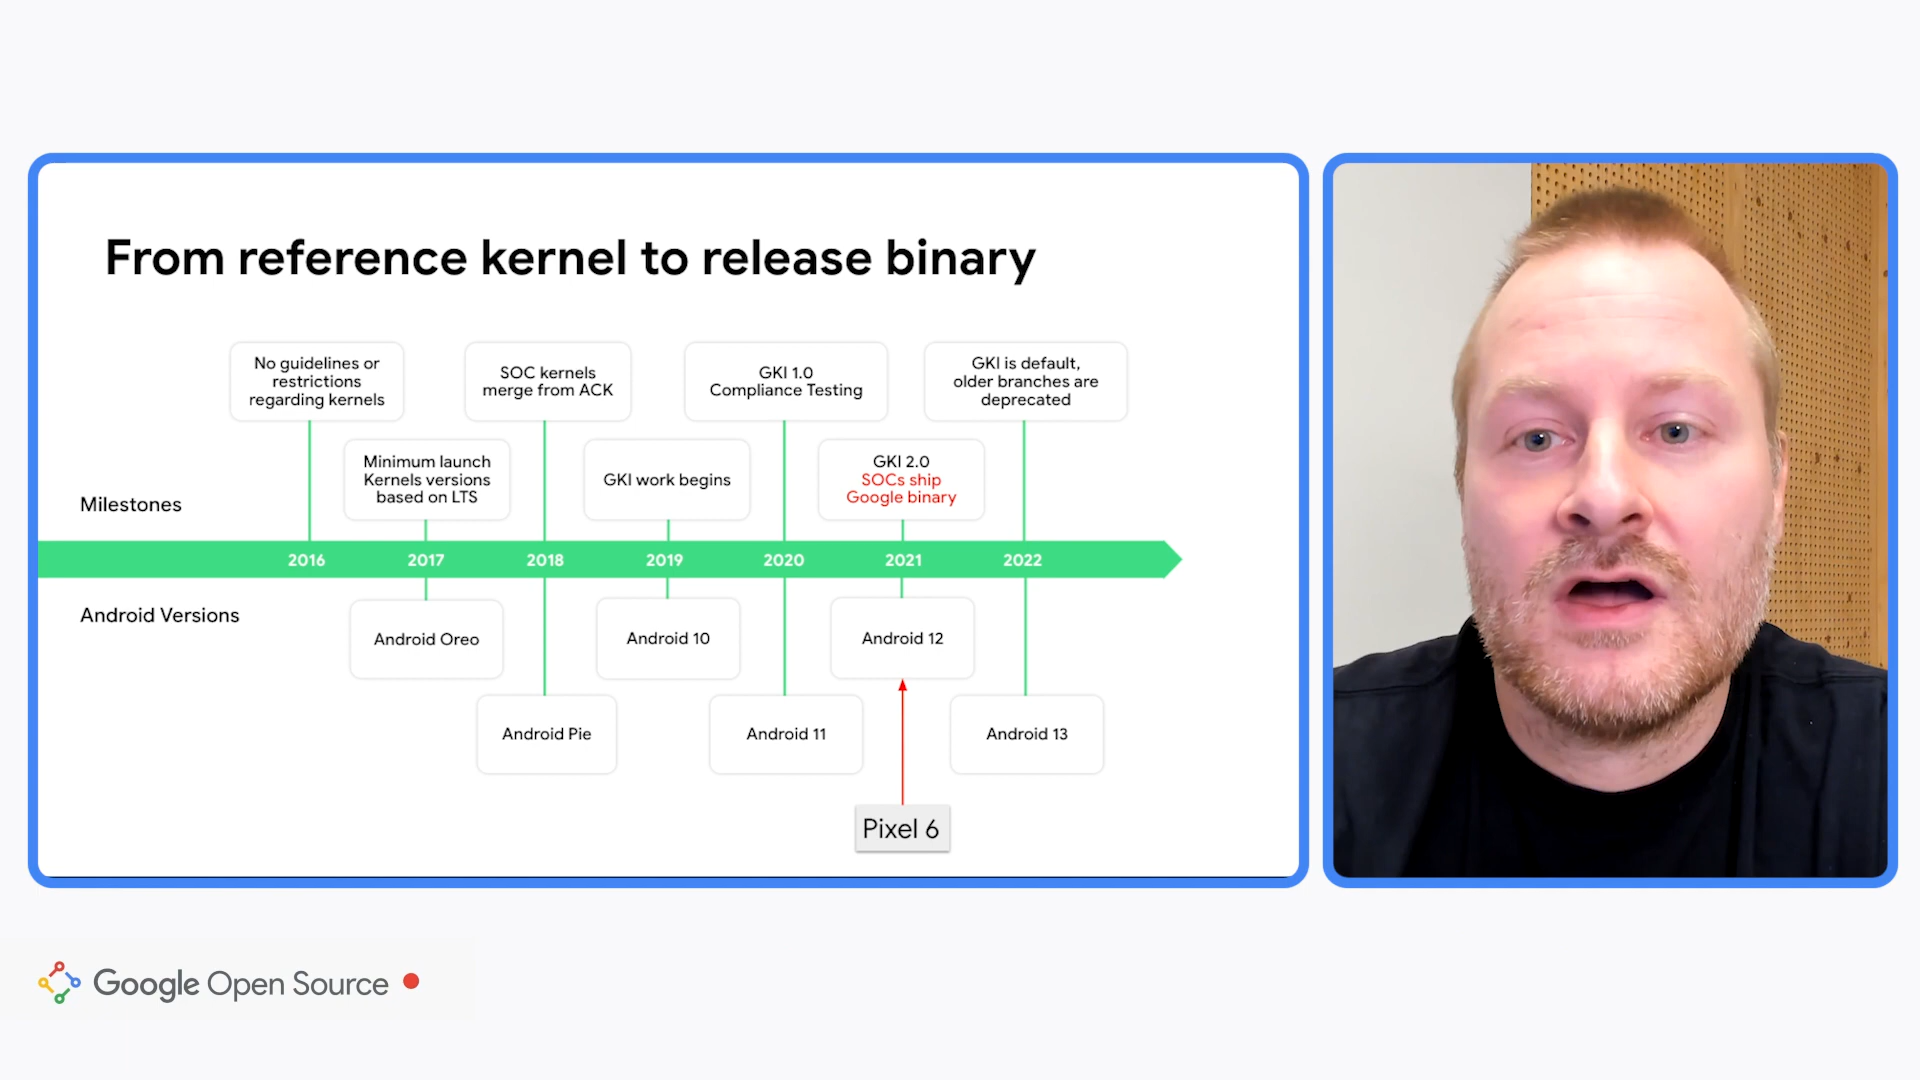 From reference kernel to release binary
No guidelines or
restrictions
regarding kernels
SOC kernels
merge from ACK
GKI 1.0
Compliance Testing
GKI is default,
older branches are
deprecated
Minimum launch
Kernels versions
based on LTS
GKI work begins
GKI 2.0
SOCs ship
Google binary
Milestones
2016 2017 2018 2019 2020 2021 2022
Android Versions
Android Oreo
Android 10
Android 12
Android Pie
Android 11
Android 13
Pixel 6
Google Open Source